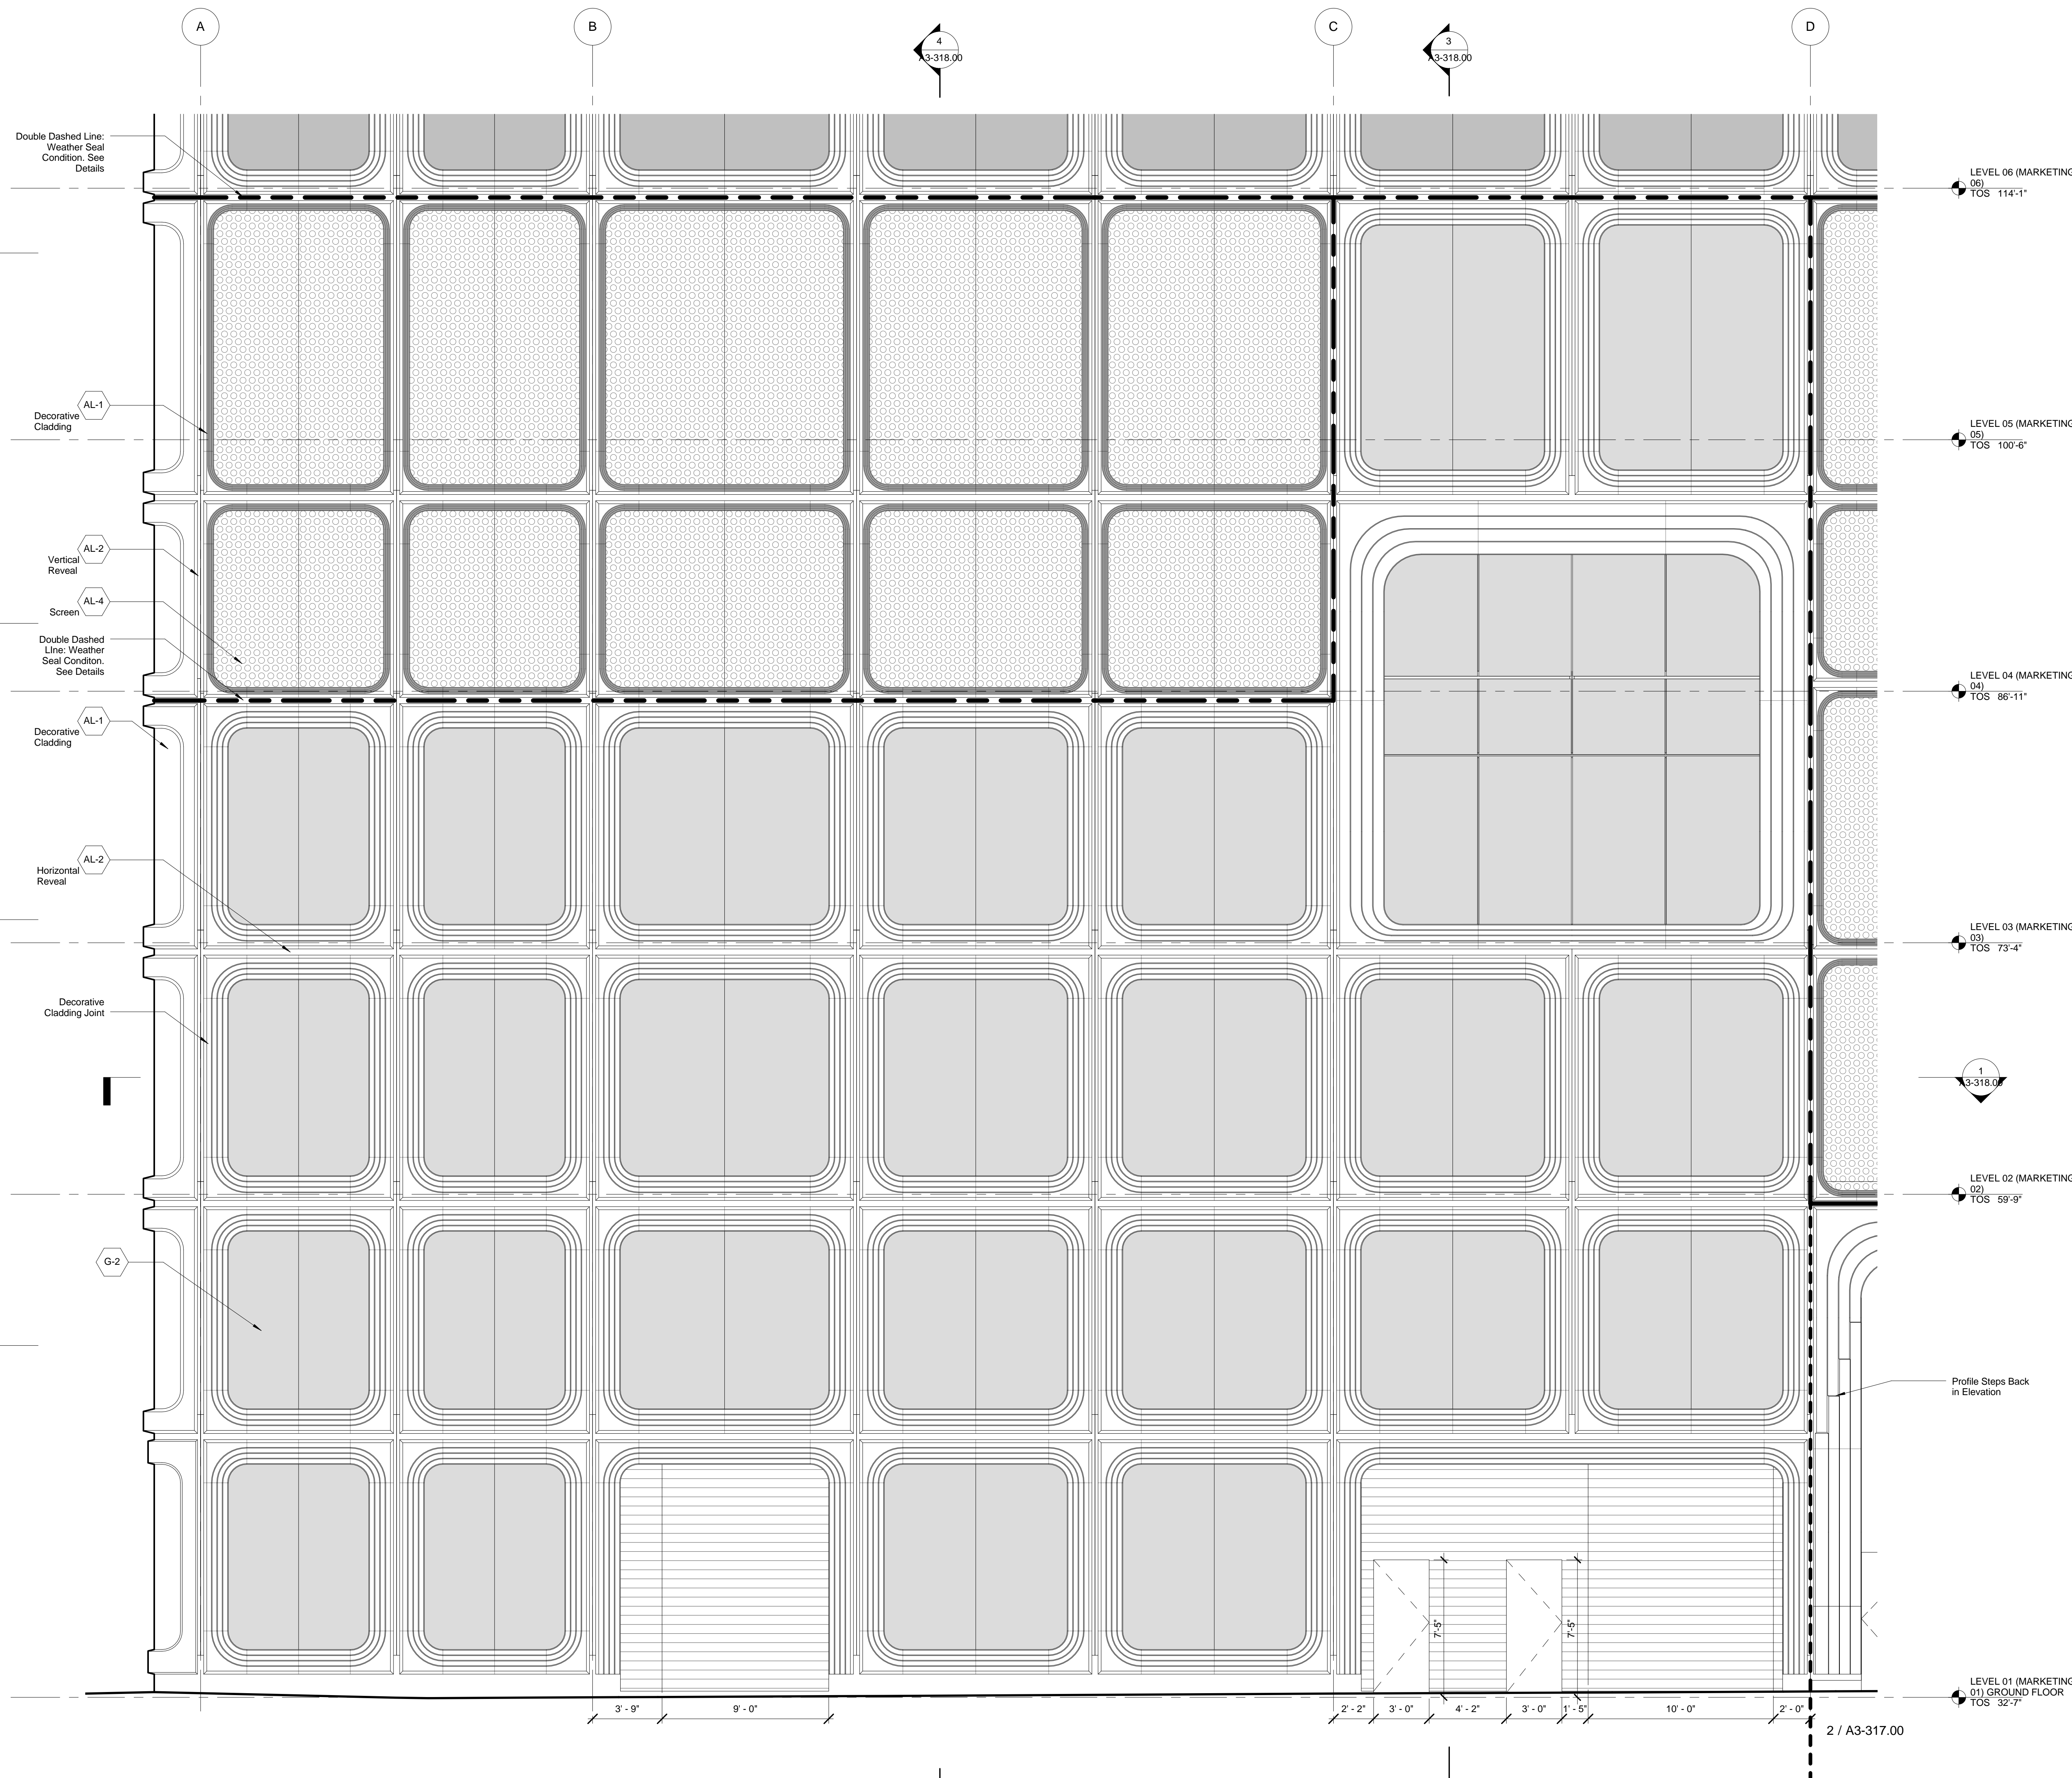 A
B
C
D
4
A3-318.00
3
A3-318.00
Double Dashed Line:
Weather Seal
Condition. See
Details
LEVEL 06 (MARKETING
06)
TOS 114'-1"
AL-1
Decorative
Cladding
LEVEL 05 (MARKETING
05)
TOS 100'-6"
AL-2
Vertical
Reveal
AL-4
Screen
Double Dashed
LIne: Weather
Seal Conditon.
See Details
LEVEL 04 (MARKETING
04)
TOS 86'-11"
AL-1
Decorative
Cladding
AL-2
Horizontal
Reveal
LEVEL 03 (MARKETING
03)
TOS 73'-4"
Decorative
Cladding Joint
1
A3-318.00
LEVEL 02 (MARKETING
02)
TOS 59'-9"
G-2
Profile Steps Back
in Elevation
7'-5"
7'-5"
LEVEL 01 (MARKETING
01) GROUND FLOOR
TOS 32'-7"
3' - 9"
9' - 0"
2' - 2"
3' - 0"
4' - 2"
3' - 0"
1' - 5"
10' - 0"
2' - 0"
2 / A3-317.00